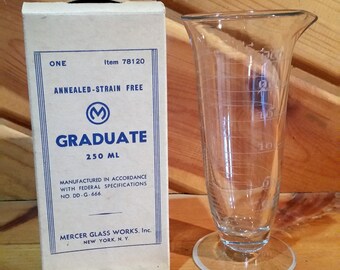 ONE Item 78120
ANNEALED-STRAIN FREE
M
GRADUATE
250 ML
MANUFACTURED IN ACCORDANCE
WITH FEDERAL SPECIFICATIONS
NO. DD-G-666.
MERCER GLASS WORKS, Inc.
NEW YORK, N. Y.